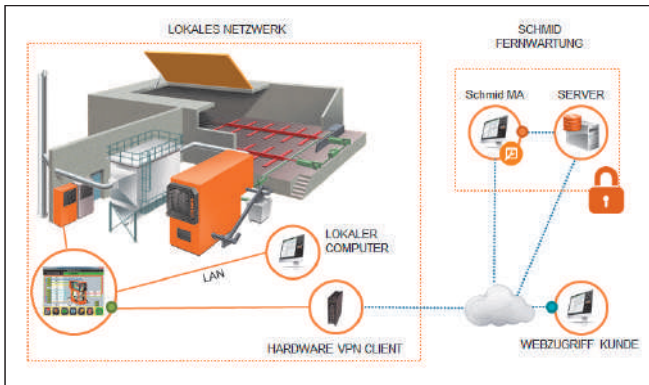 LOKALES NETZWERK
SCHMID
FERNWARTUNG
Schmid MA
SERVER
LOKALER
COMPUTER
LAN
HARDWARE VPN CLIENT
WEBZUGRIFF KUNDE